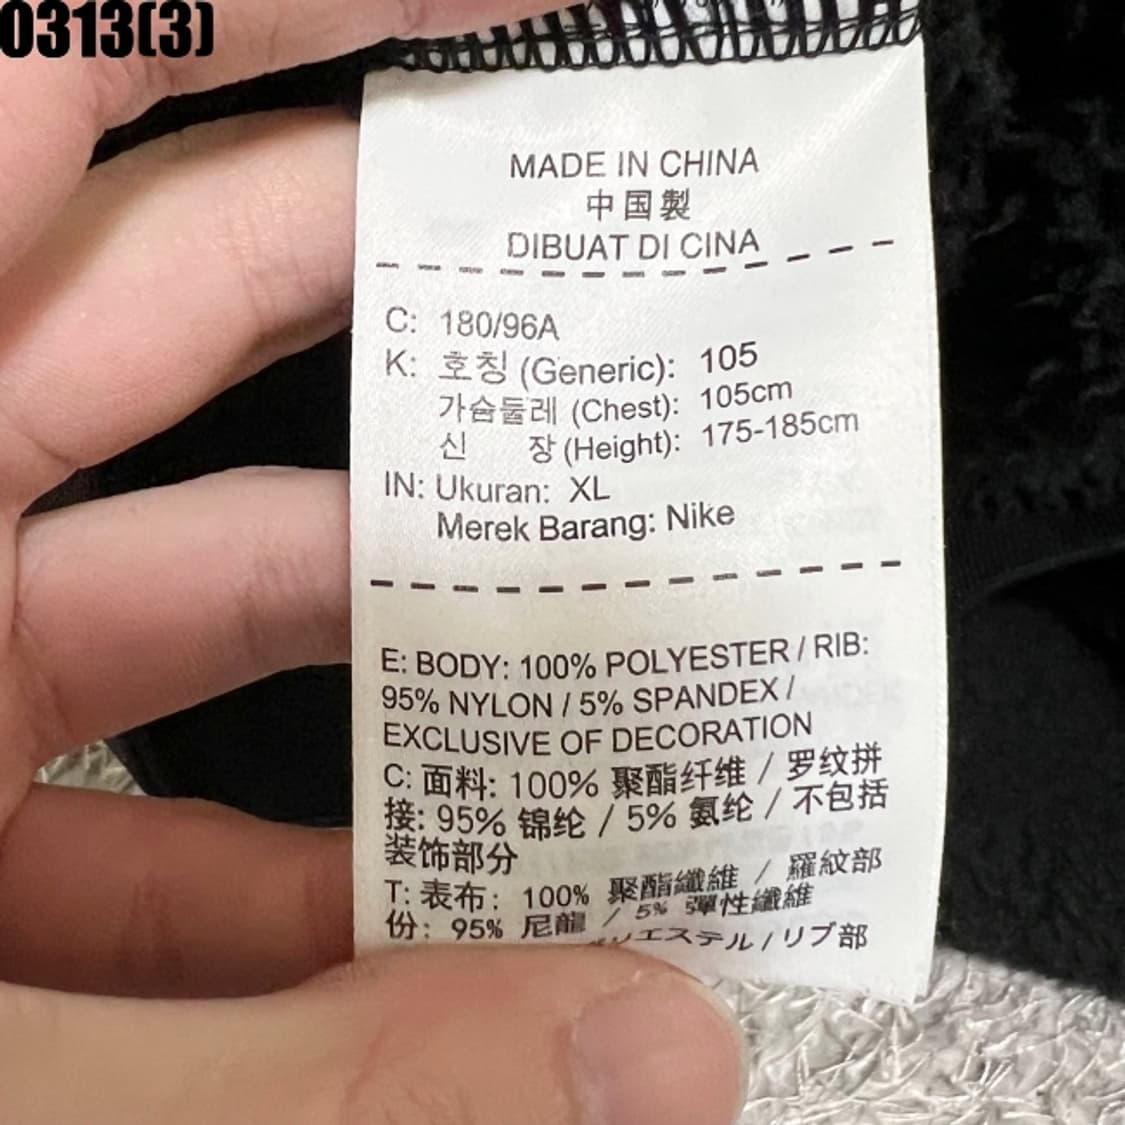 0313(3)
MADE IN CHINA
中国製
DIBUAT DI CINA
C: 180/96A
K: 호칭 (Generic): 105
가슴둘레 (Chest): 105cm
신 장 (Height): 175-185cm
IN: Ukuran: XL
Merek Barang: Nike
E: BODY: 100% POLYESTER / RIB:
95% NYLON / 5% SPANDEX /
EXCLUSIVE OF DECORATION
C: 面料: 100% 聚酯纤维 / 罗纹拼
接: 95% 锦纶 / 5% 氨纶 / 不包括
装饰部分
T: 表布: 100% 聚酯纖維 / 羅紋部
份: 95% 尼龍 / 5% 彈性纖維
ポリエステル / リブ部